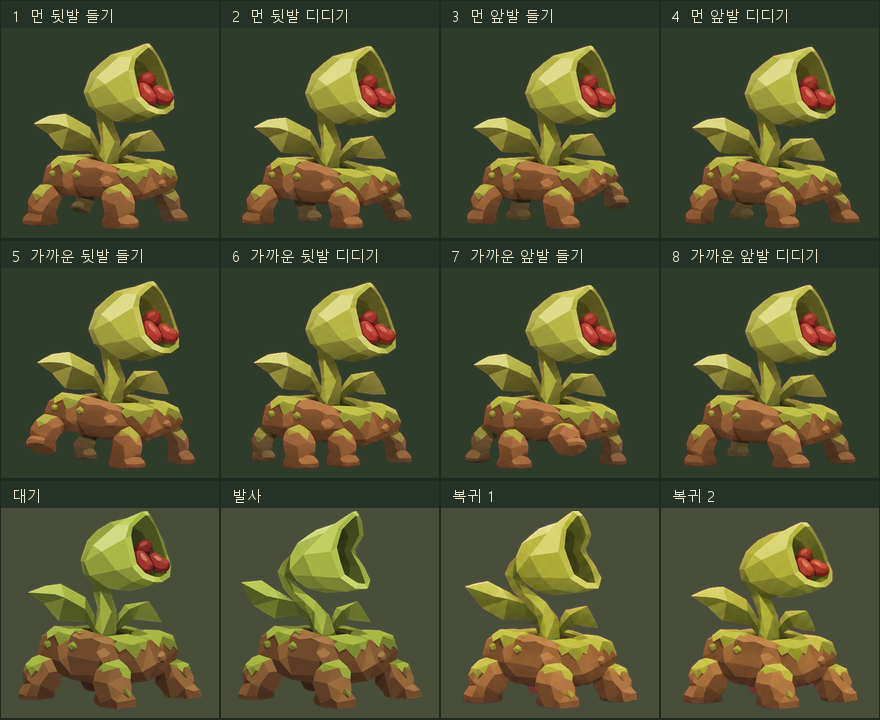 1 먼 뒷발 들기
2 먼 뒷발 디디기
3 먼 앞발 들기
4 먼 앞발 디디기
5 가까운 뒷발 들기
6 가까운 뒷발 디디기
7 가까운 앞발 들기
8 가까운 앞발 디디기
대기
발사
복귀 1
복귀 2